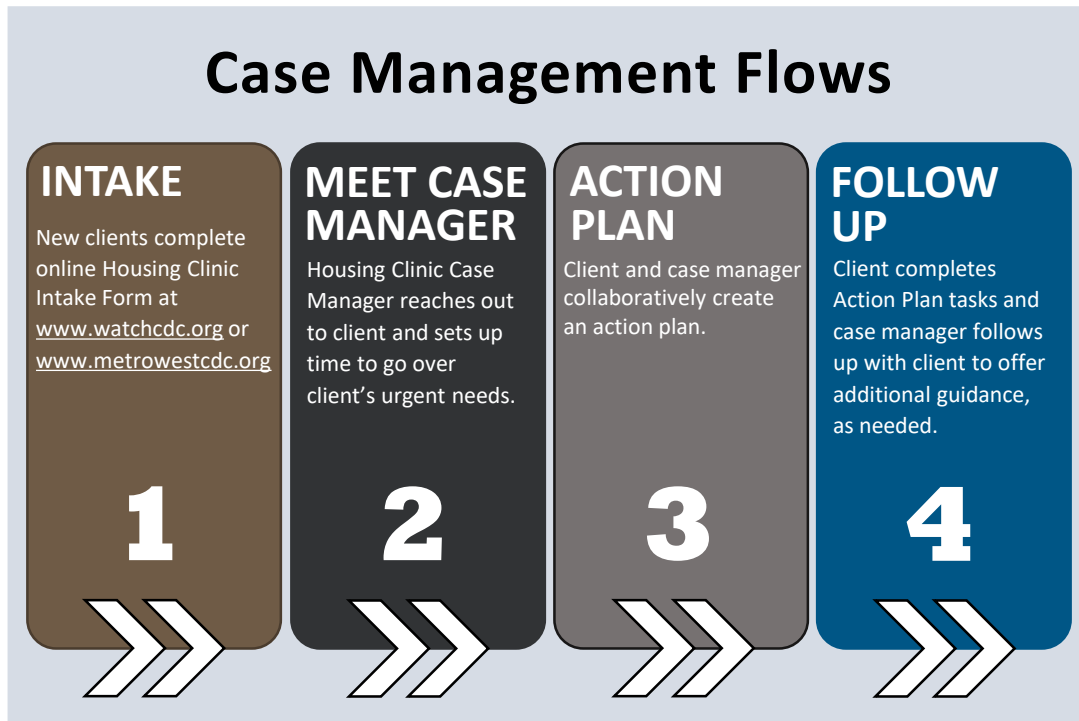 Case Management Flows
INTAKE
New clients complete
online Housing Clinic
Intake Form at
www.watchcdc.org or
www.metrowestcdc.org
1
MEET CASE
MANAGER
Housing Clinic Case
Manager reaches out
to client and sets up
time to go over
client’s urgent needs.
2
ACTION
PLAN
Client and case manager
collaboratively create
an action plan.
3
FOLLOW
UP
Client completes
Action Plan tasks and
case manager follows
up with client to offer
additional guidance,
as needed.
4